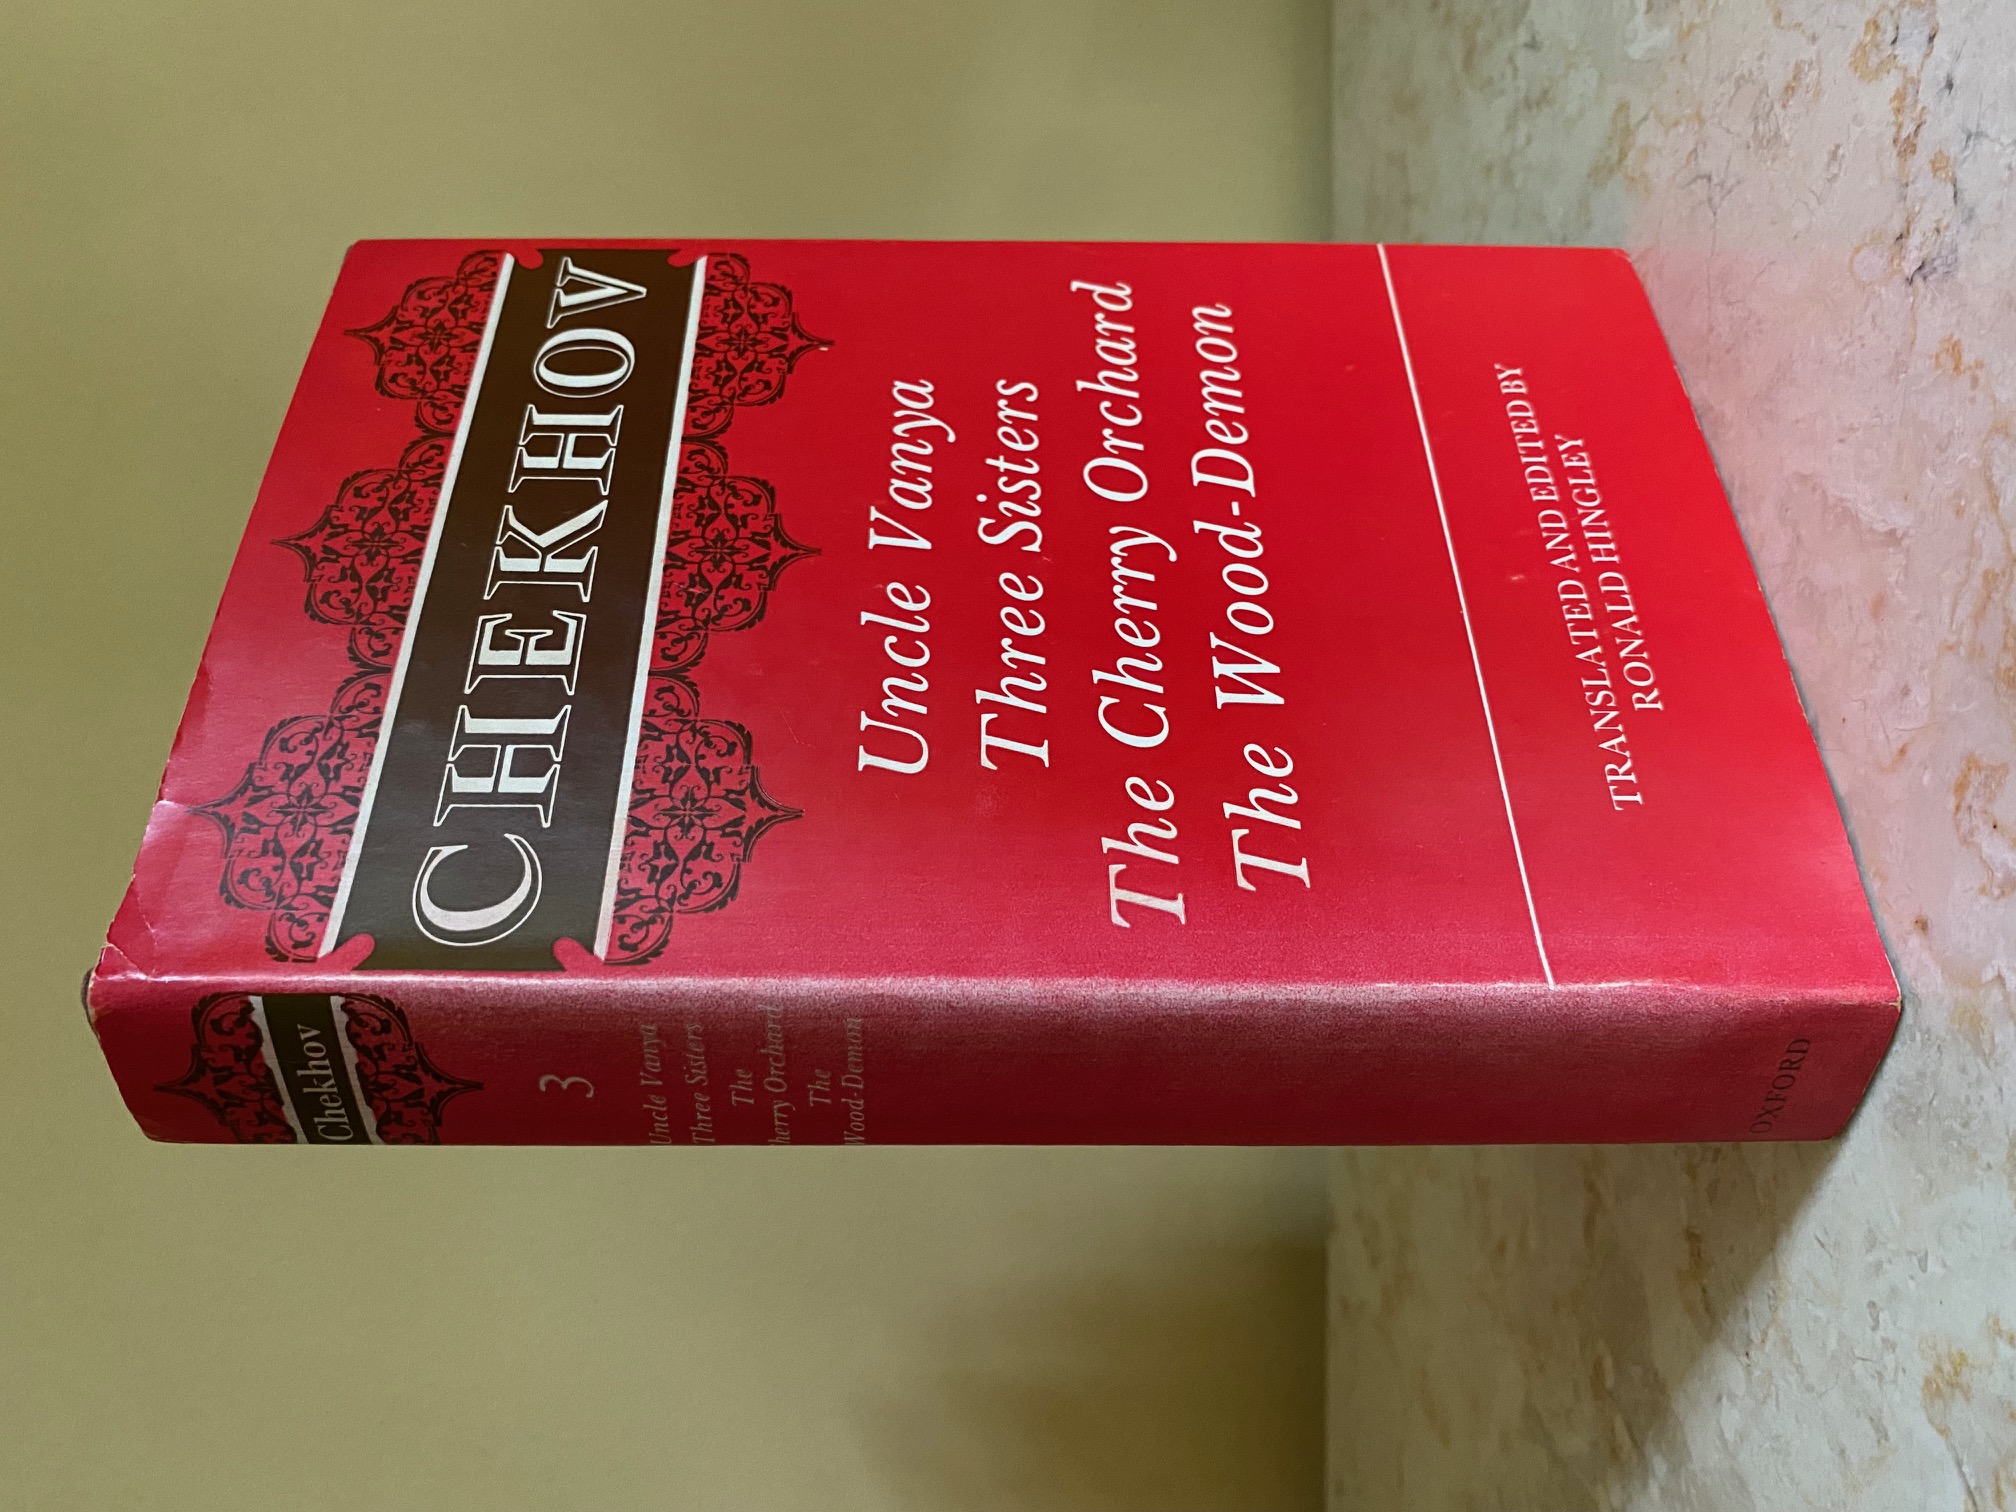 CHEKHOV
Uncle Vanya
Three Sisters
The Cherry Orchard
The Wood-Demon
TRANSLATED AND EDITED BY
RONALD HINGLEY
Chekhov
3
Uncle Vanya
Three Sisters
The
Cherry Orchard
The
Wood-Demon
OXFORD